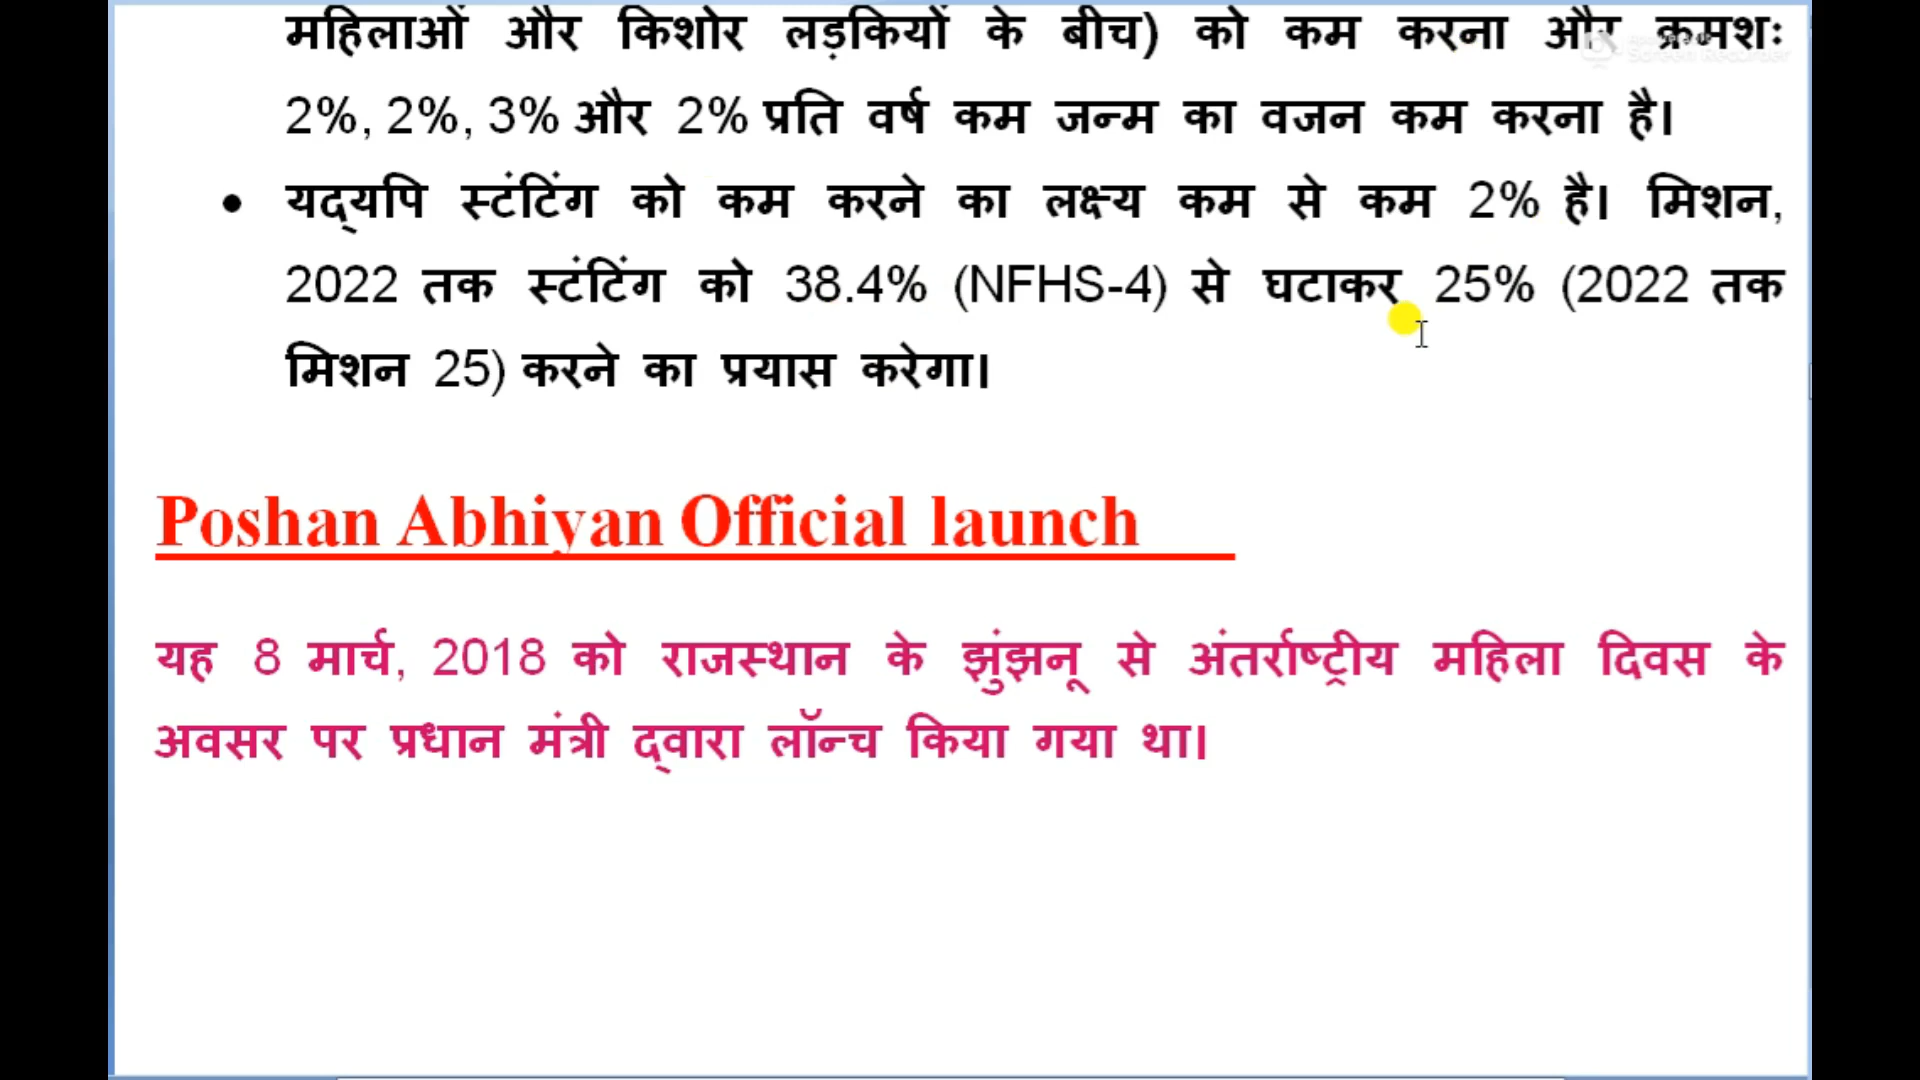 महिलाओं और किशोर लड़कियों के बीच) को कम करना और क्रमशः
2%, 2%, 3% और 2% प्रति वर्ष कम जन्म का वजन कम करना है।
• यद्यपि स्टंटिंग को कम करने का लक्ष्य कम से कम 2% है। मिशन,
2022 तक स्टंटिंग को 38.4% (NFHS-4) से घटाकर 25% (2022 तक
मिशन 25) करने का प्रयास करेगा।
Poshan Abhiyan Official launch
यह 8 मार्च, 2018 को राजस्थान के झुंझनू से अंतर्राष्ट्रीय महिला दिवस के
अवसर पर प्रधान मंत्री द्वारा लॉन्च किया गया था।
Screen Recorder